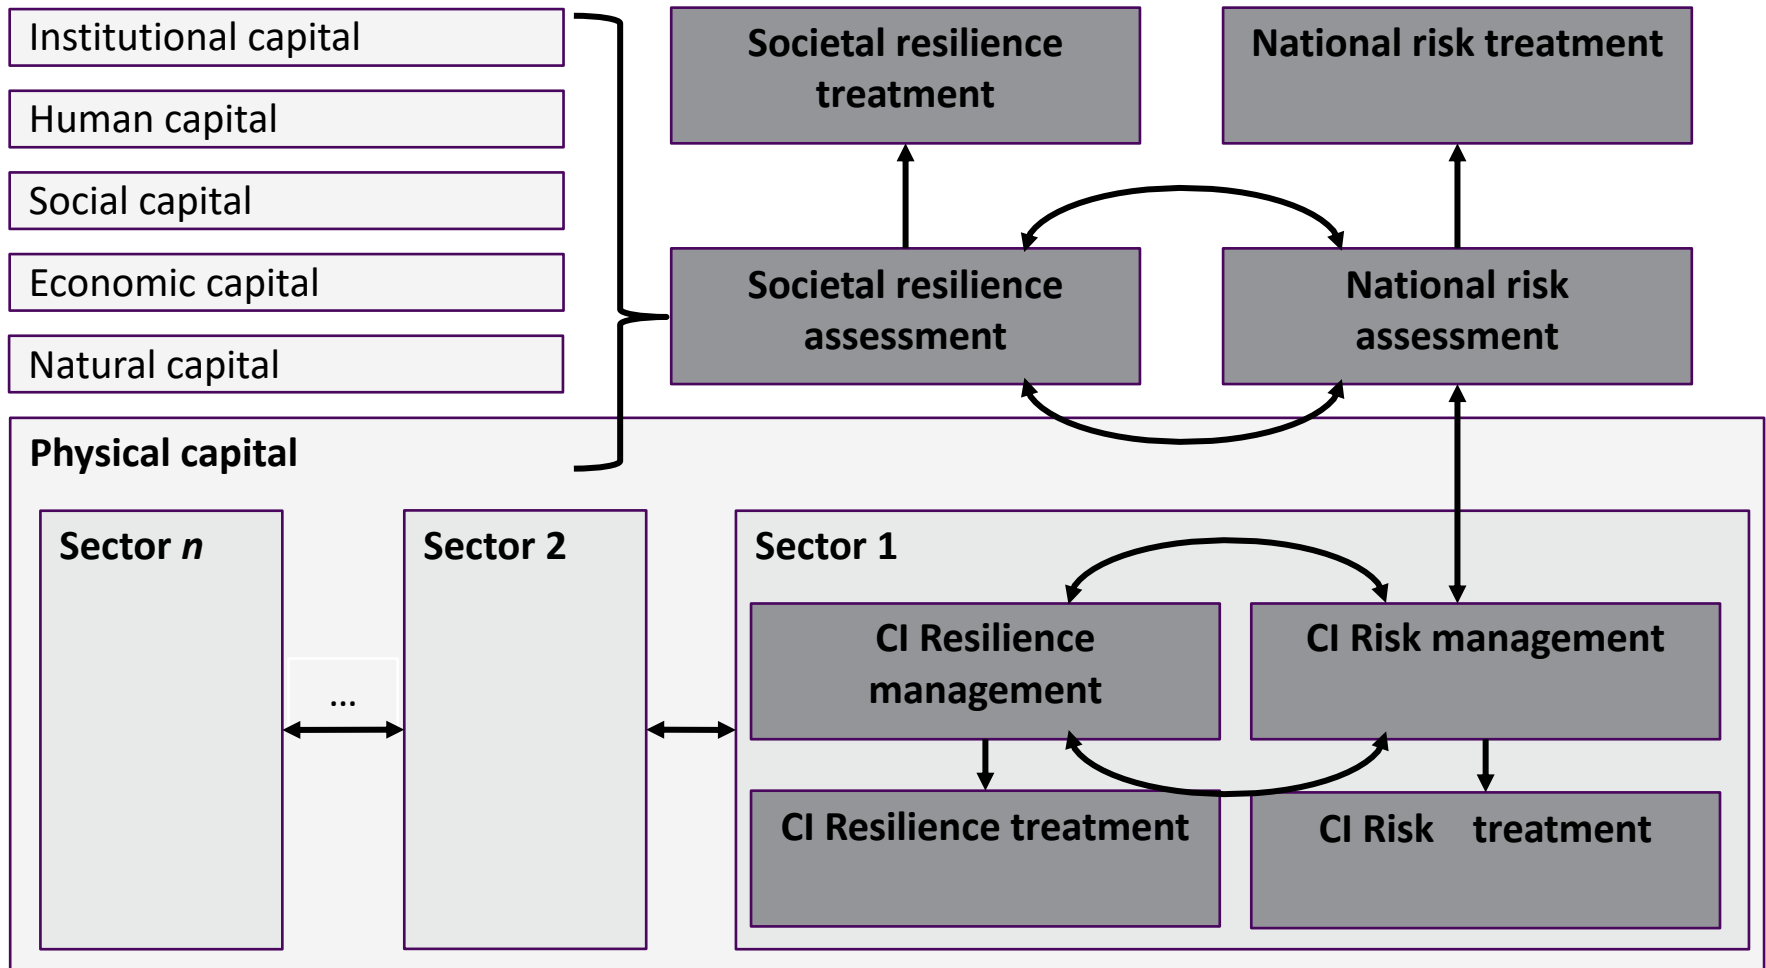 Institutional capital
Human capital
Social capital
Economic capital
Natural capital
Societal resilience
treatment
National risk treatment
Societal resilience
assessment
National risk
assessment
Physical capital
Sector n
...
Sector 2
Sector 1
CI Resilience
management
CI Risk management
CI Resilience treatment
CI Risk treatment